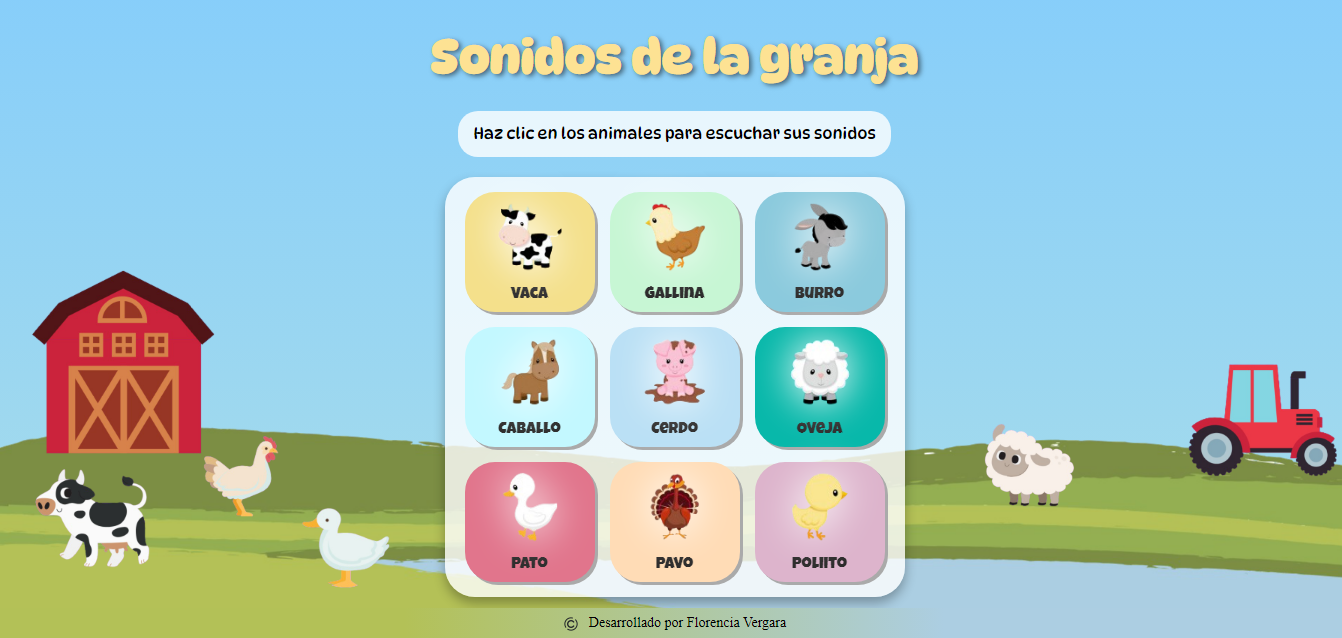 Sonidos de la granja
Haz clic en los animales para escuchar sus sonidos
VACA
GALLINA
BURRO
CABALLO
CERDO
OVEJA
PATO
PAVO
POLLITO
© Desarrollado por Florencia Vergara